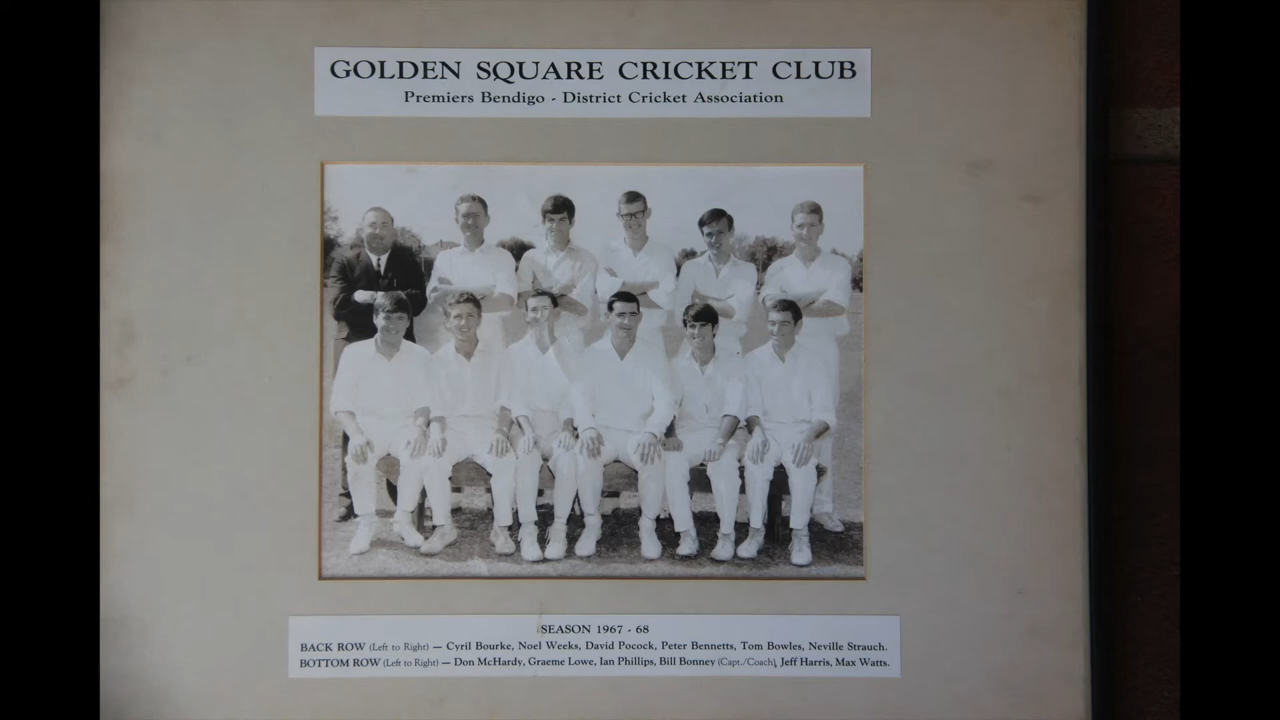 GOLDEN SQUARE CRICKET CLUB
Premiers Bendigo - District Cricket Association
SEASON 1967 - 68
BACK ROW (Left to Right) — Cyril Bourke, Noel Weeks, David Pocock, Peter Bennetts, Tom Bowles, Neville Strauch.
BOTTOM ROW (Left to Right) — Don McHardy, Graeme Lowe, Ian Phillips, Bill Bonney (Capt./Coach), Jeff Harris, Max Watts.